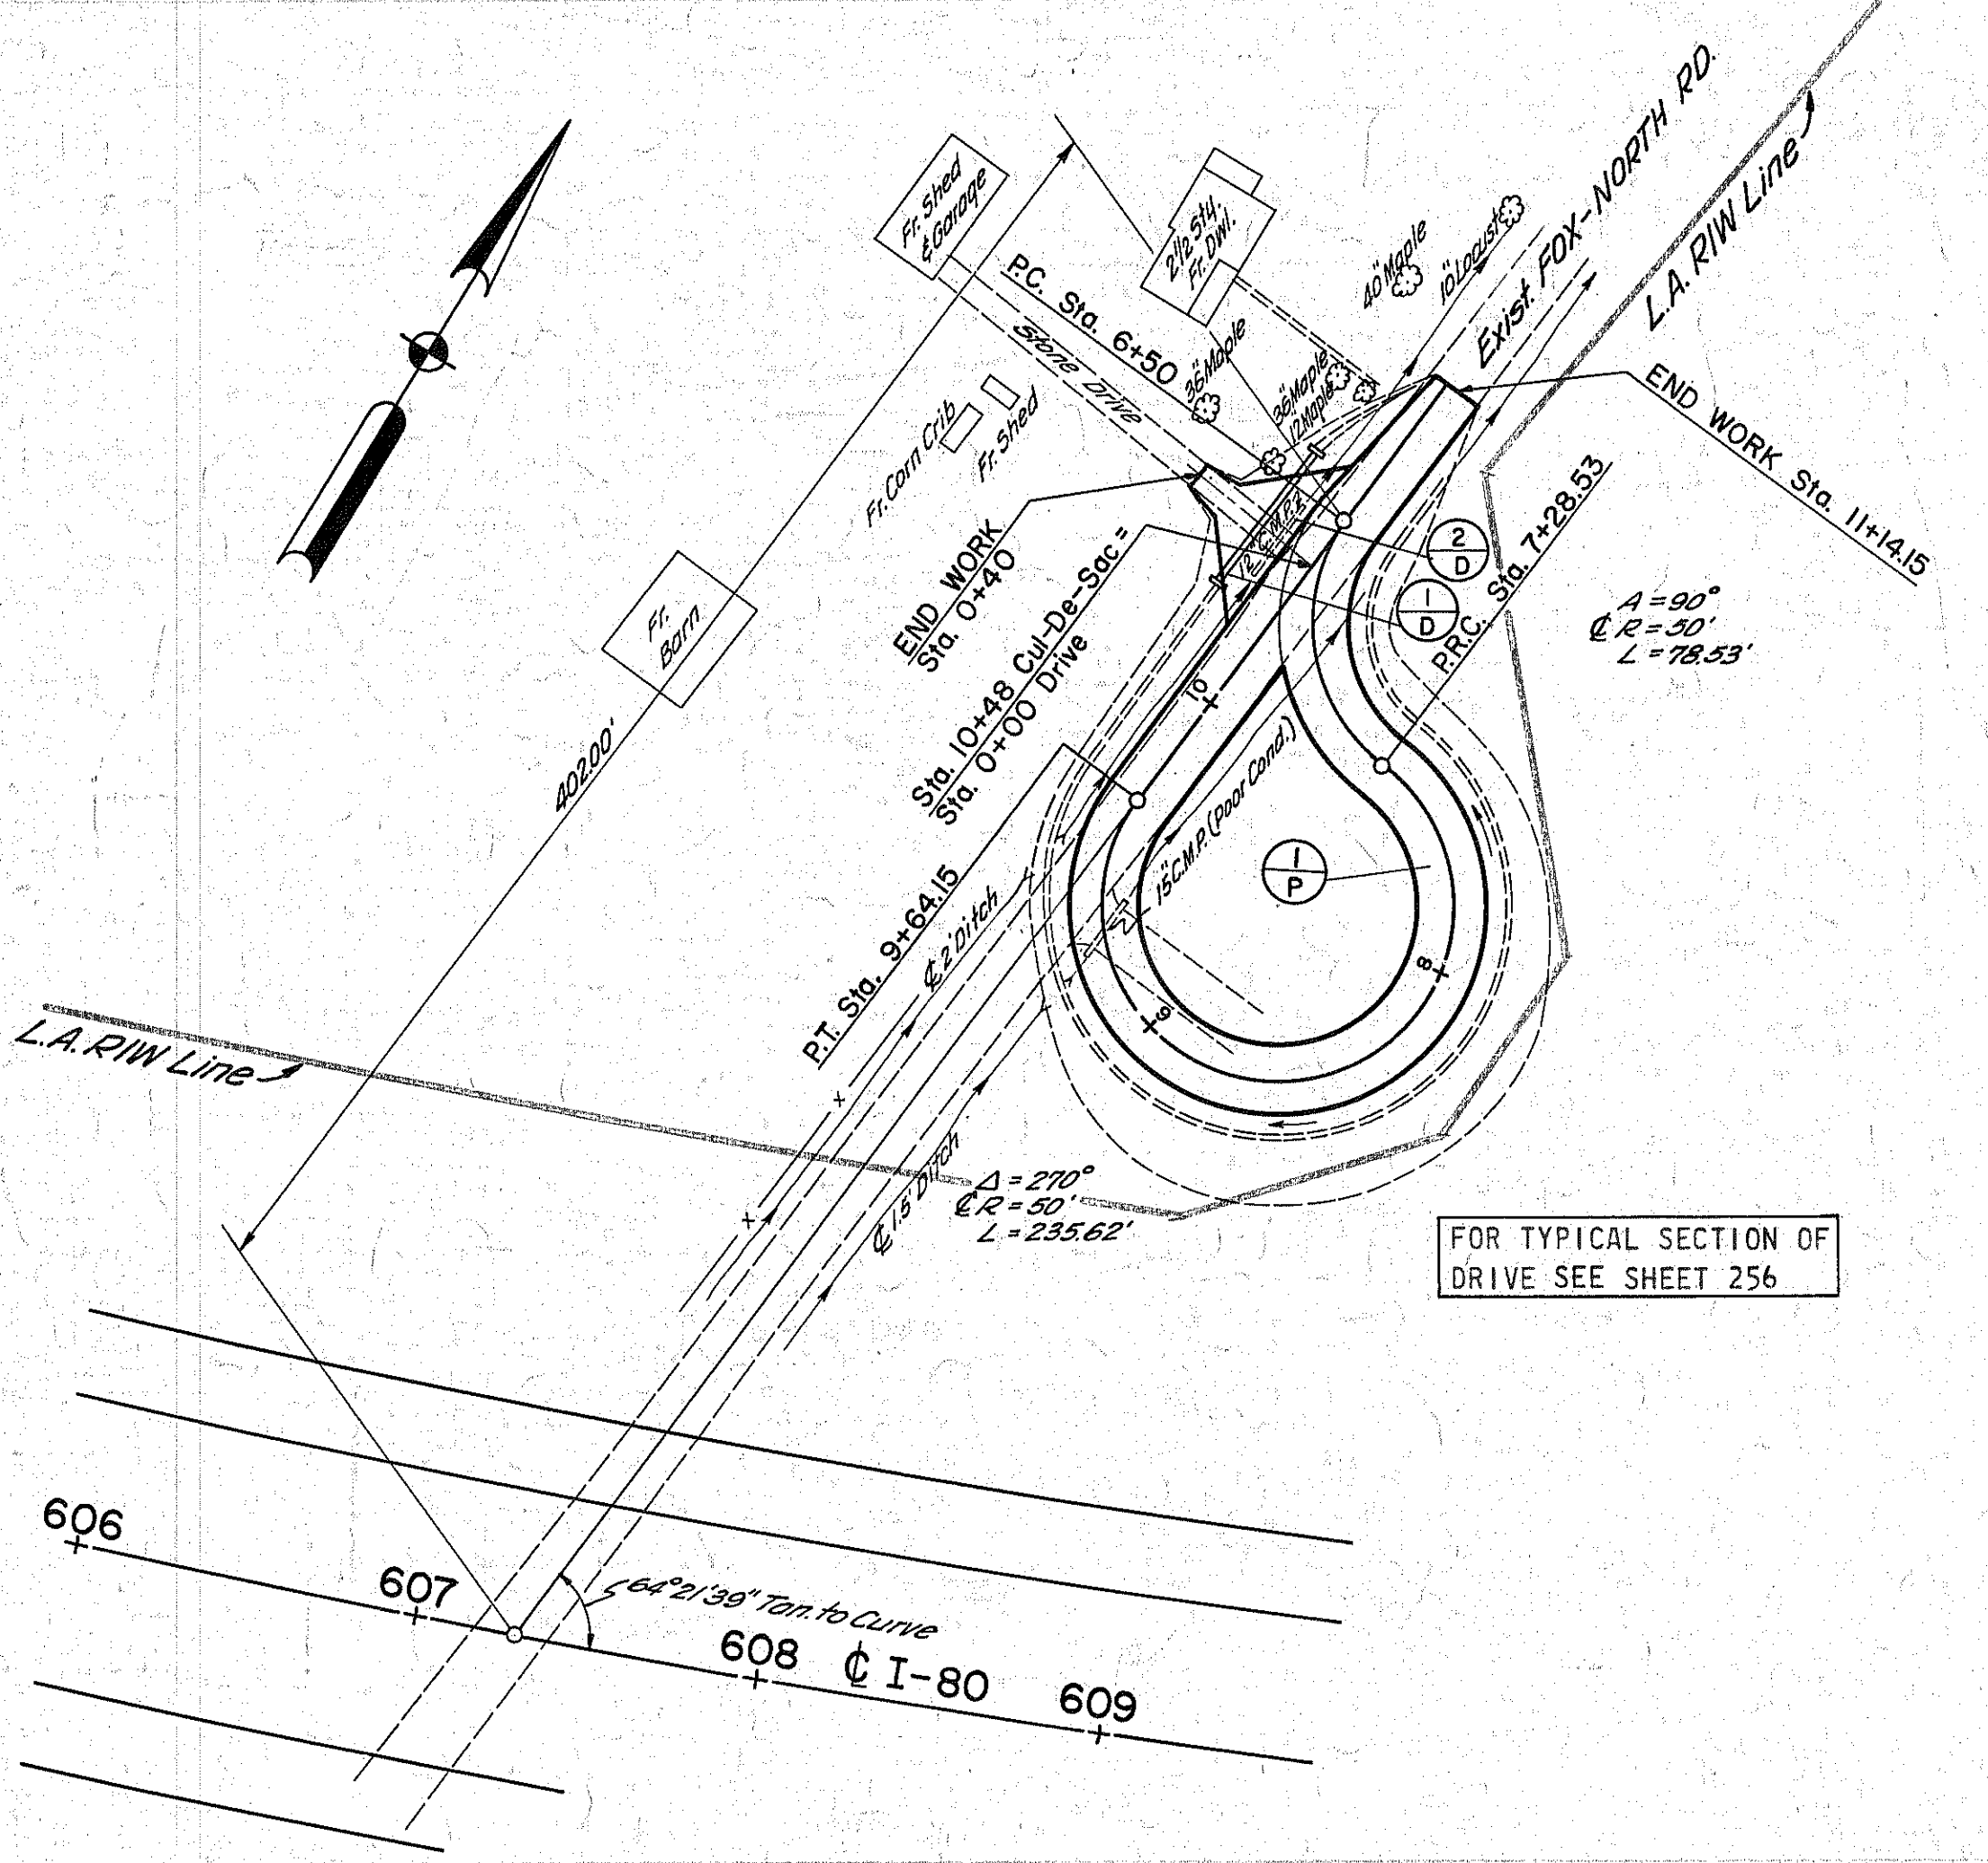 Fr. Shed
& Garage
2 1/2 Sty.
Fr. Dwl.
40" Maple
10" Locust
Exist. FOX-NORTH RD.
L.A. R/W Line
P.C. Sta. 6+50
Stone Drive
36" Maple
36" Maple
12" Maple
Fr. Corn Crib
Fr. Shed
END WORK Sta. 11+14.15
12" C.M.P.
END WORK
Sta. 0+40
Sta. 10+48 Cul-De-Sac =
Sta. 0+00 Drive
2
D
1
D
P.R.C. Sta. 7+28.53
Δ = 90°
℄ R = 50'
L = 78.53'
Fr.
Barn
402.00'
10
15" C.M.P. (Poor Cond.)
1
P
P.T. Sta. 9+64.15
℄ 2' Ditch
8
9
L.A. R/W Line
℄ 1.5' Ditch
Δ = 270°
℄ R = 50'
L = 235.62'
FOR TYPICAL SECTION OF
DRIVE SEE SHEET 256
606
607
64°21'39" Tan. to Curve
608 ℄ I-80 609